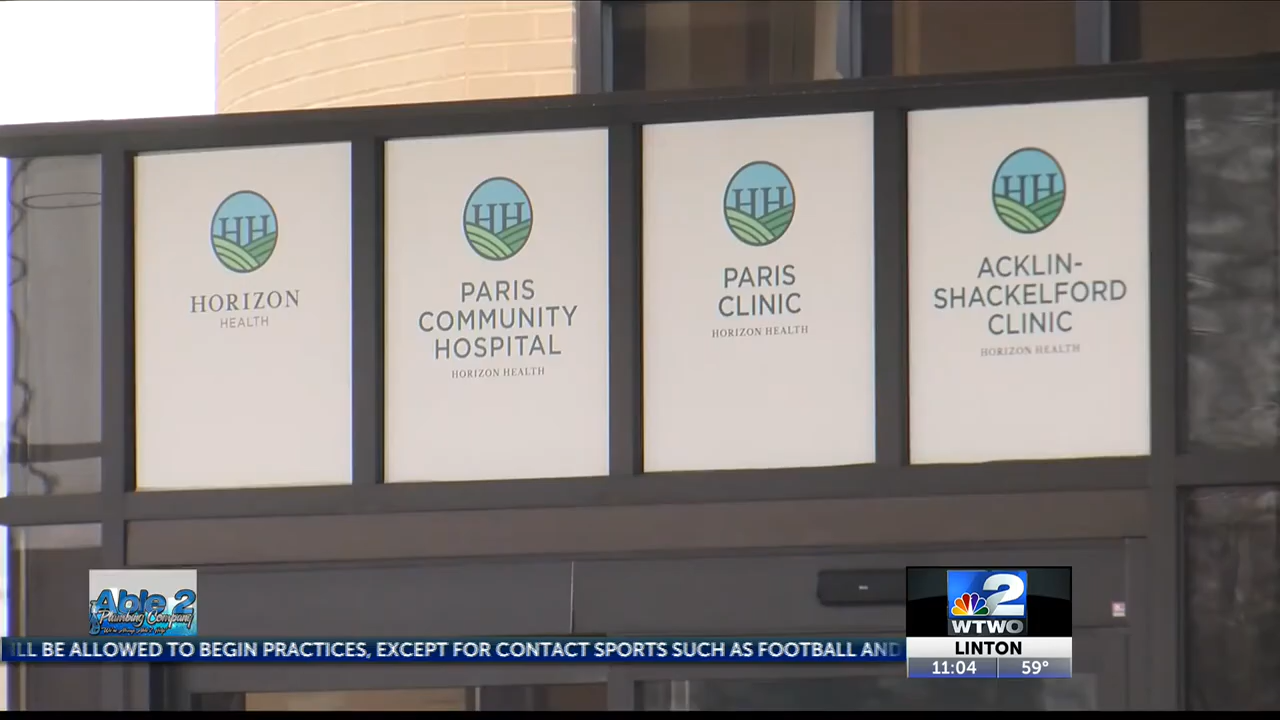 HH
HORIZON
HEALTH
HH
PARIS
COMMUNITY
HOSPITAL
HORIZON HEALTH
HH
PARIS
CLINIC
HORIZON HEALTH
HH
ACKLIN-
SHACKELFORD
CLINIC
HORIZON HEALTH
Able 2
Plumbing Company
ILL BE ALLOWED TO BEGIN PRACTICES, EXCEPT FOR CONTACT SPORTS SUCH AS FOOTBALL AND
2
WTWO
LINTON
11:04 59°